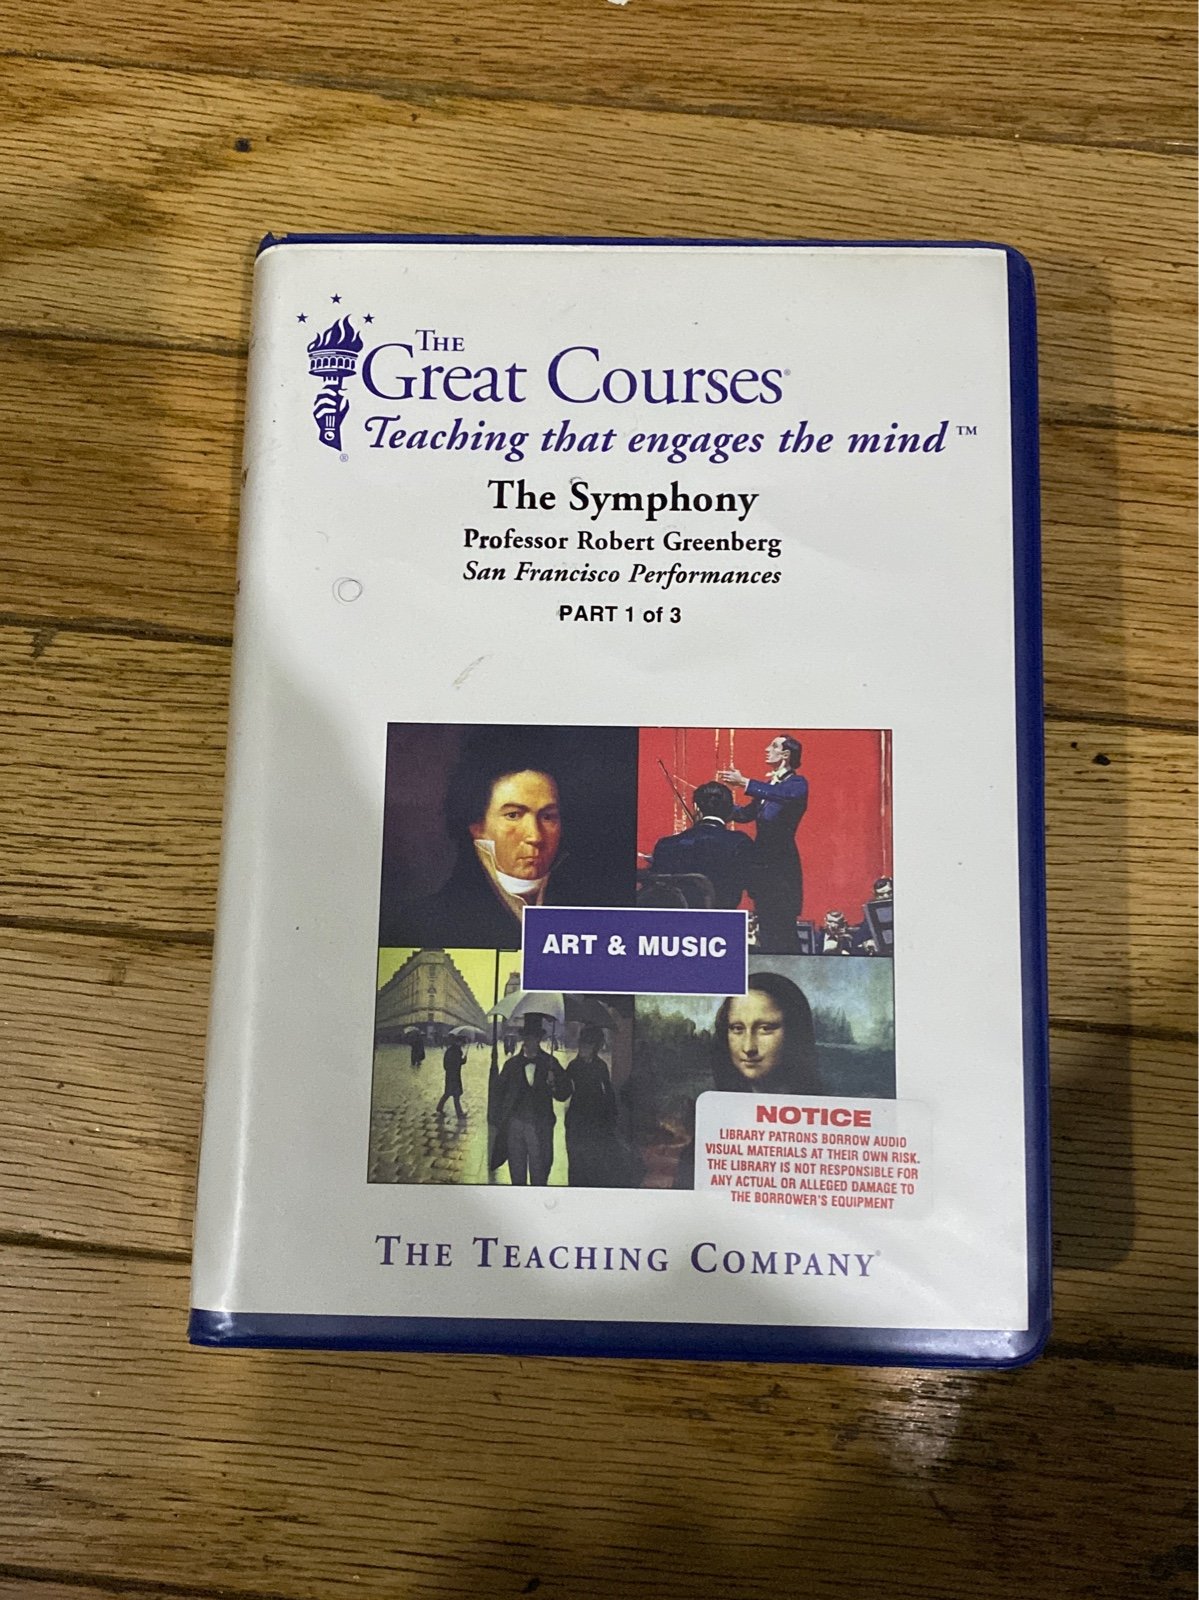 THE
Great Courses®
Teaching that engages the mind™
®
The Symphony
Professor Robert Greenberg
San Francisco Performances
PART 1 of 3
ART & MUSIC
NOTICE
LIBRARY PATRONS BORROW AUDIO
VISUAL MATERIALS AT THEIR OWN RISK.
THE LIBRARY IS NOT RESPONSIBLE FOR
ANY ACTUAL OR ALLEGED DAMAGE TO
THE BORROWER'S EQUIPMENT
THE TEACHING COMPANY®